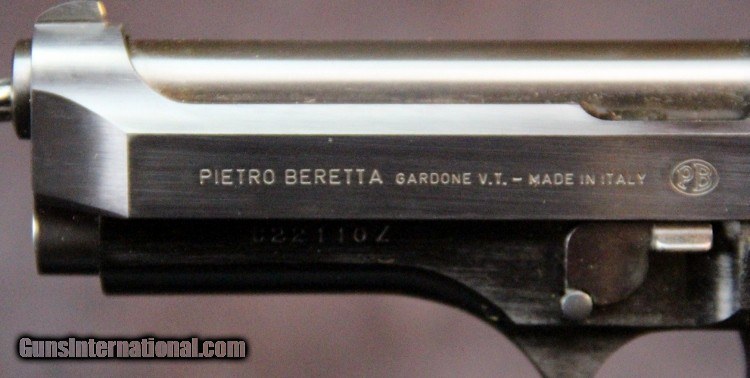 PIETRO BERETTA GARDONE V.T. - MADE IN ITALY PB
GunsInternational.com